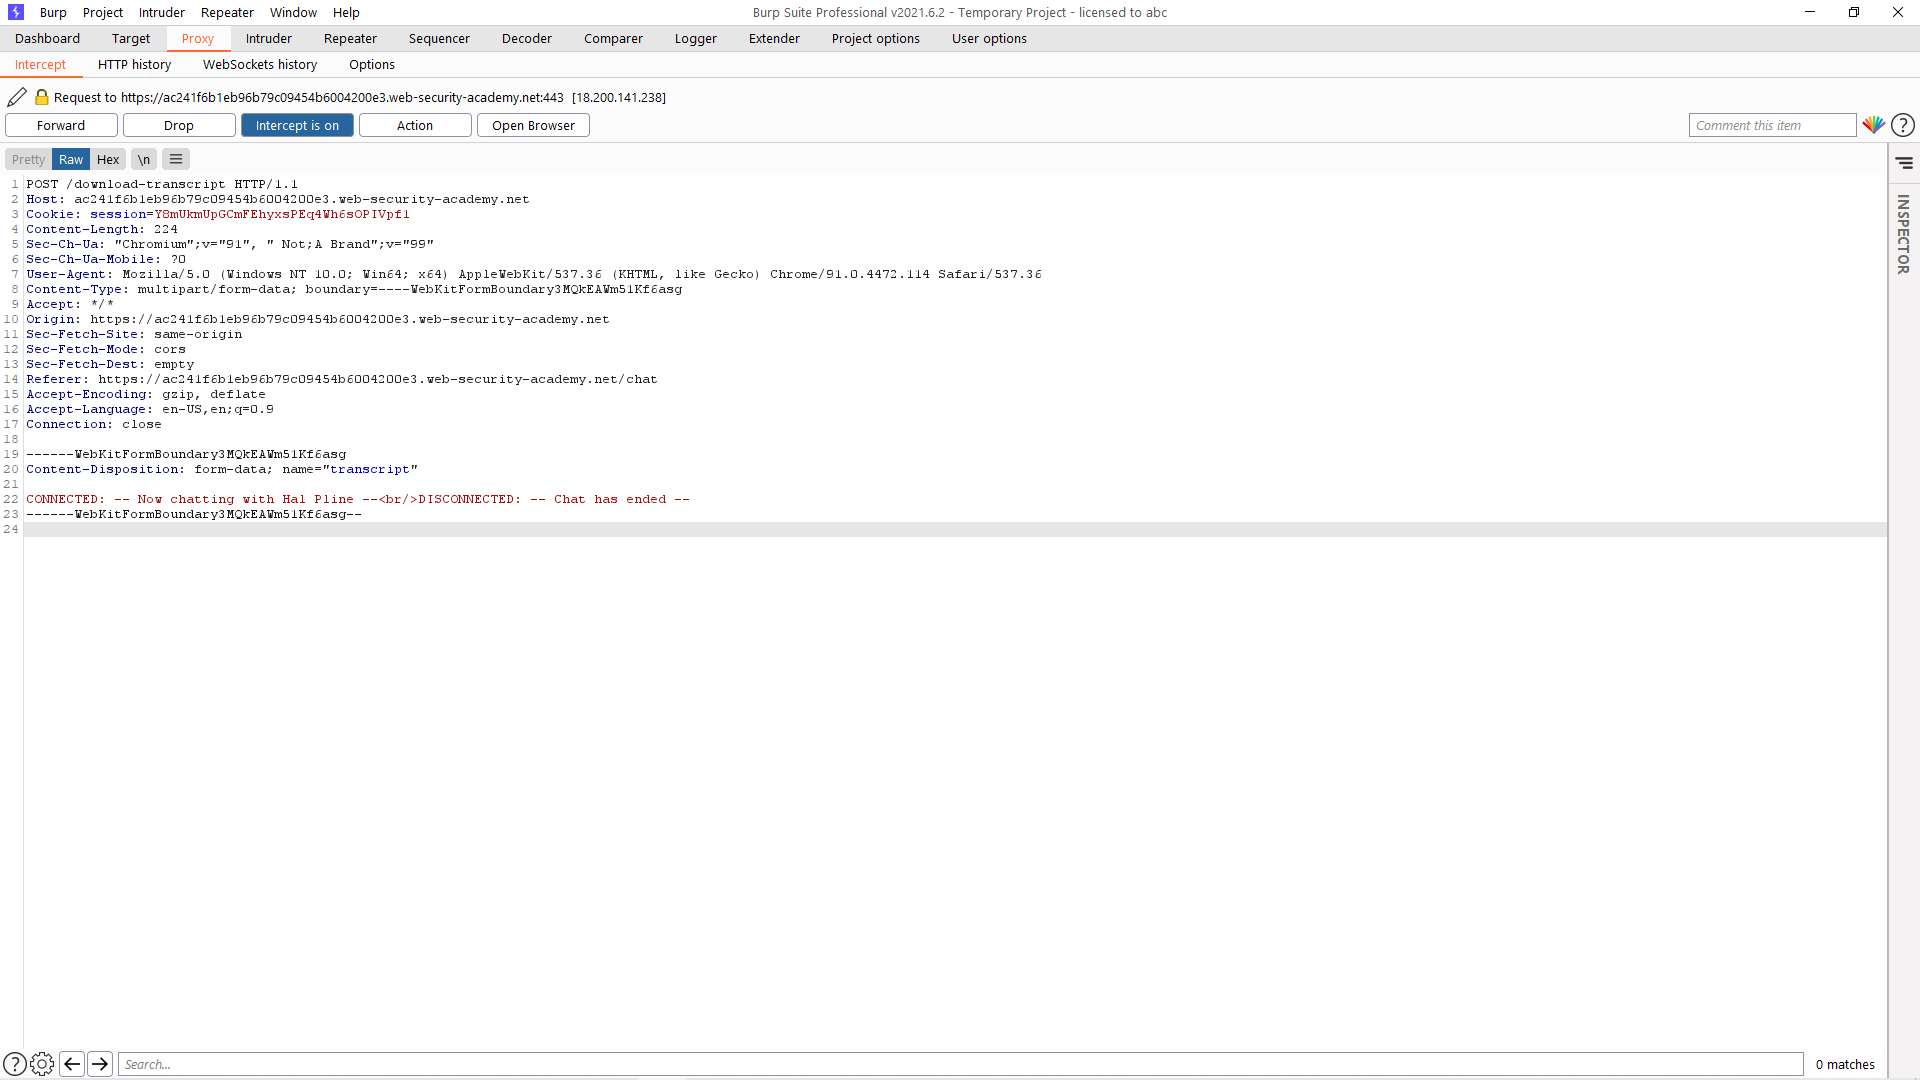 Burp Project Intruder Repeater Window Help Burp Suite Professional v2021.6.2 - Temporary Project - licensed to abc
Dashboard Target Proxy Intruder Repeater Sequencer Decoder Comparer Logger Extender Project options User options
Intercept HTTP history WebSockets history Options
Request to https://ac241f6b1eb96b79c09454b6004200e3.web-security-academy.net:443 [18.200.141.238]
Forward Drop Intercept is on Action Open Browser Comment this item ?
Pretty Raw Hex \n
INSPECTOR
1 POST /download-transcript HTTP/1.1
2 Host: ac241f6b1eb96b79c09454b6004200e3.web-security-academy.net
3 Cookie: session=Y8mUkmUpGCmFEhyxsPEq4Wh6sOPIVpf1
4 Content-Length: 224
5 Sec-Ch-Ua: "Chromium";v="91", " Not;A Brand";v="99"
6 Sec-Ch-Ua-Mobile: ?0
7 User-Agent: Mozilla/5.0 (Windows NT 10.0; Win64; x64) AppleWebKit/537.36 (KHTML, like Gecko) Chrome/91.0.4472.114 Safari/537.36
8 Content-Type: multipart/form-data; boundary=----WebKitFormBoundary3MQkEAWm51Kf6asg
9 Accept: */*
10 Origin: https://ac241f6b1eb96b79c09454b6004200e3.web-security-academy.net
11 Sec-Fetch-Site: same-origin
12 Sec-Fetch-Mode: cors
13 Sec-Fetch-Dest: empty
14 Referer: https://ac241f6b1eb96b79c09454b6004200e3.web-security-academy.net/chat
15 Accept-Encoding: gzip, deflate
16 Accept-Language: en-US,en;q=0.9
17 Connection: close
18
19 ------WebKitFormBoundary3MQkEAWm51Kf6asg
20 Content-Disposition: form-data; name="transcript"
21
22 CONNECTED: -- Now chatting with Hal Pline --<br/>DISCONNECTED: -- Chat has ended --
23 ------WebKitFormBoundary3MQkEAWm51Kf6asg--
24
? Search... 0 matches